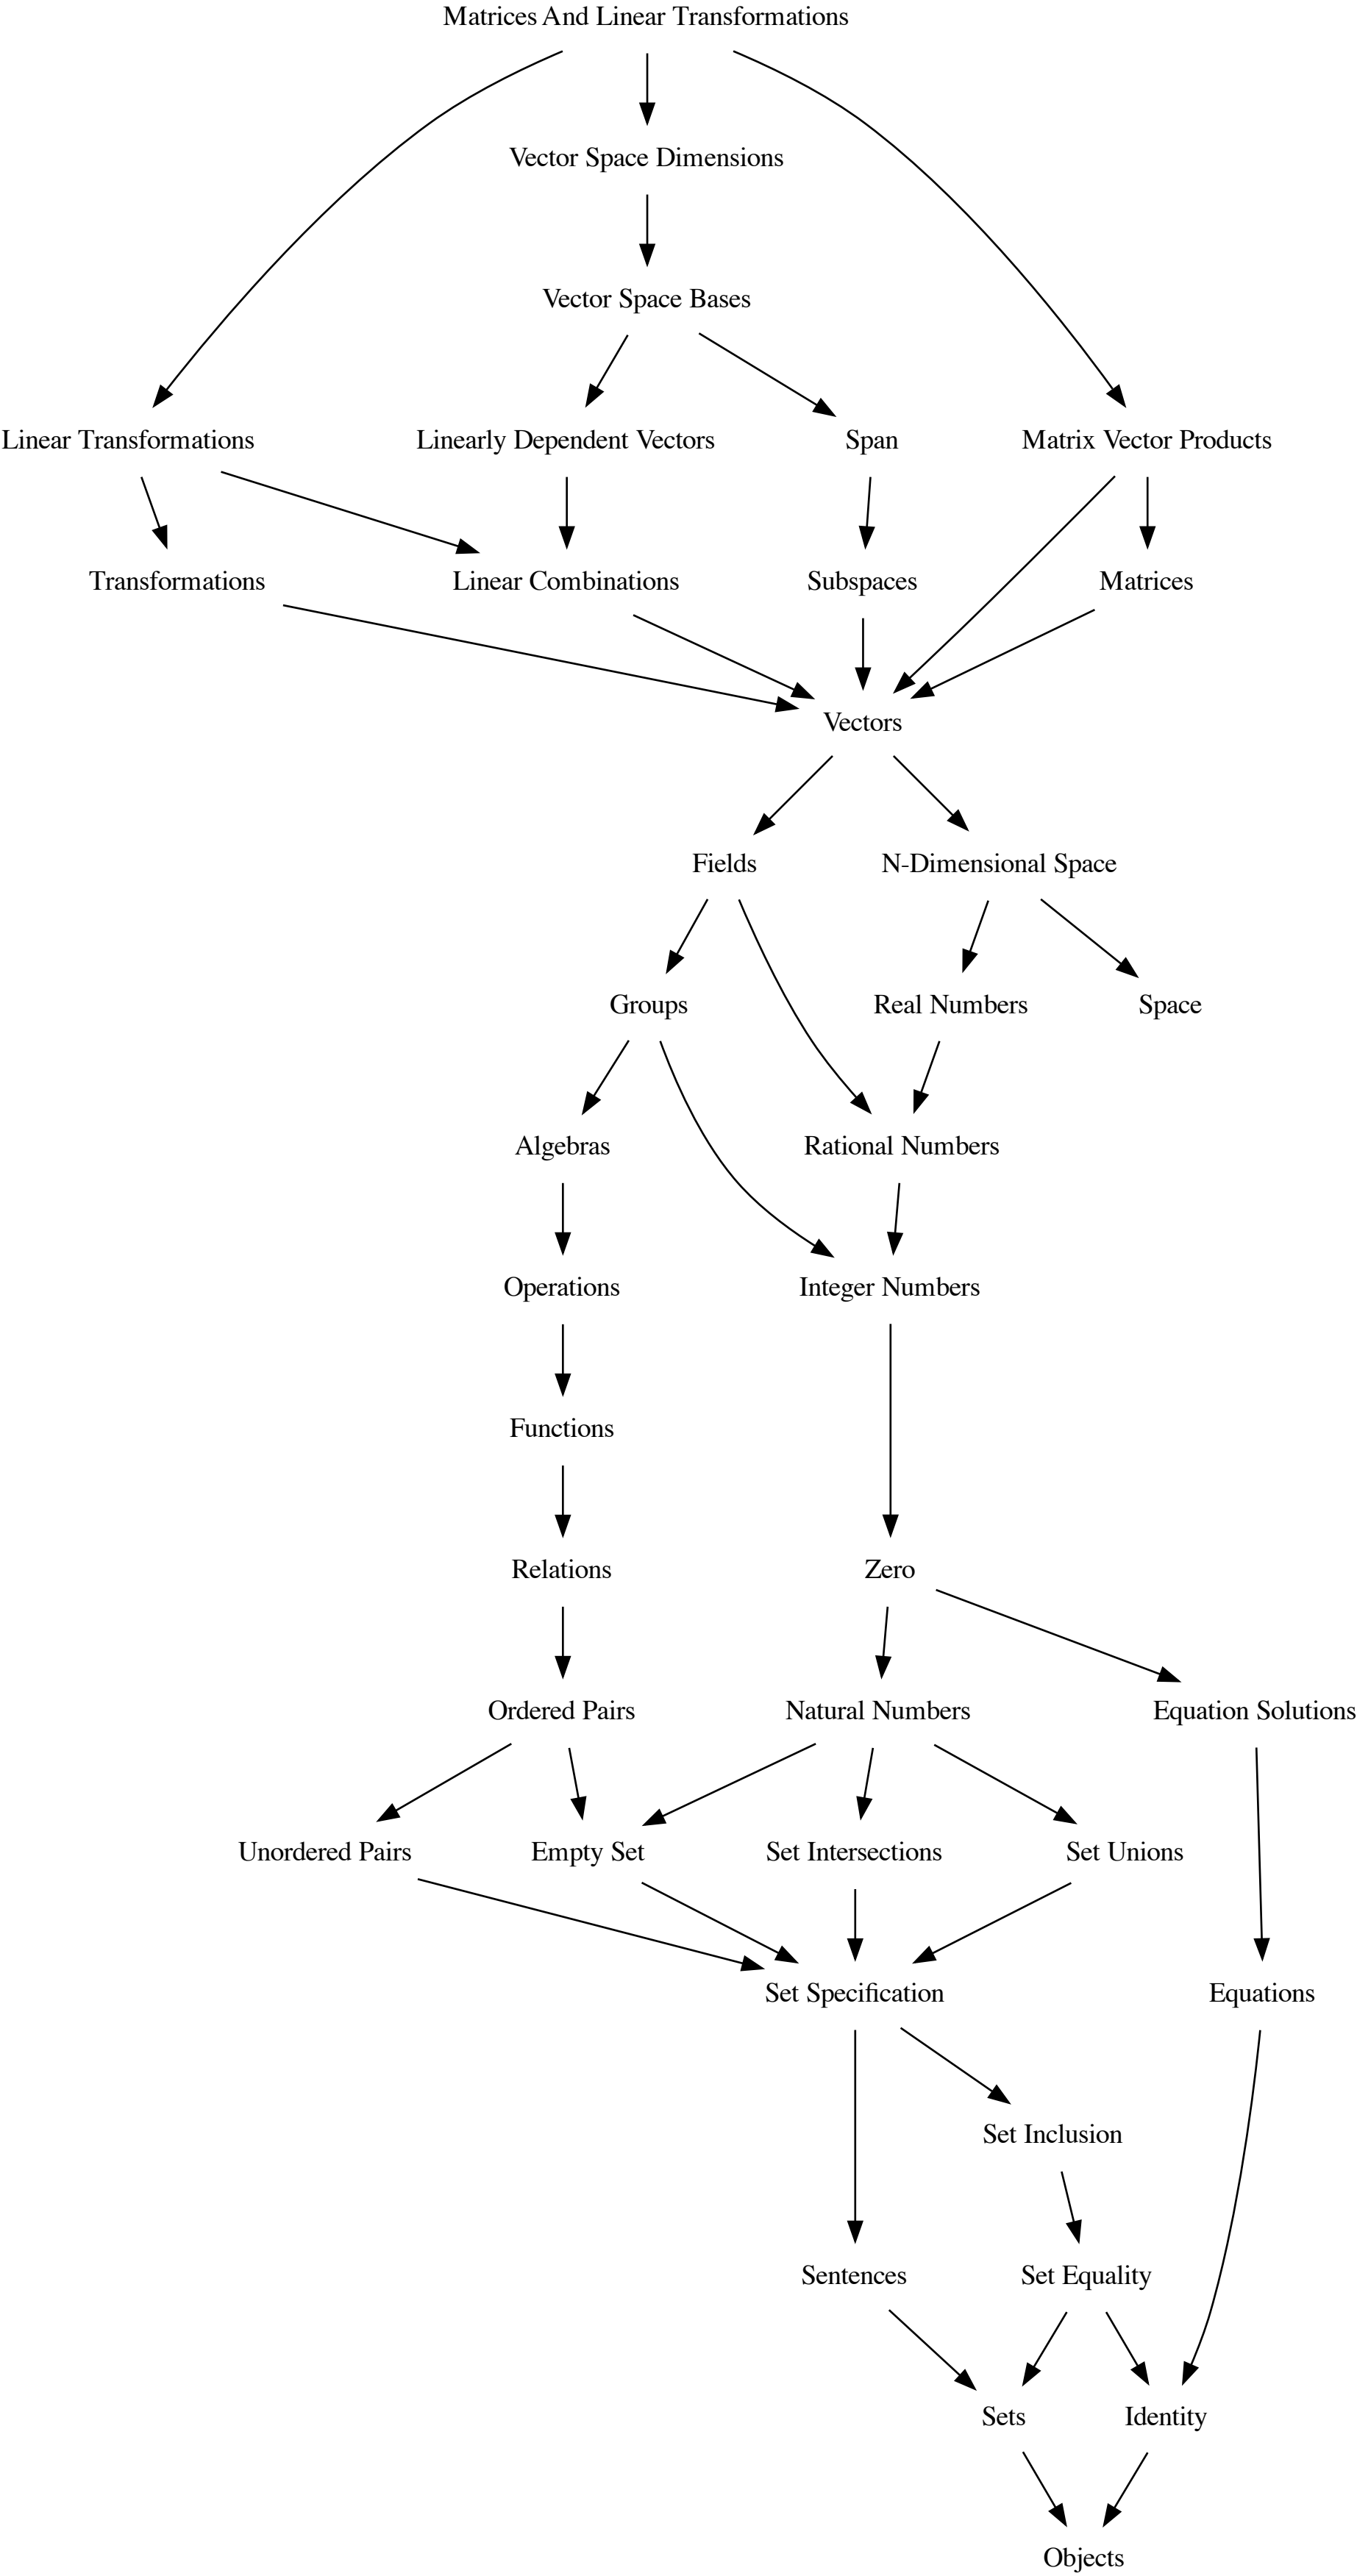 Matrices And Linear Transformations
Vector Space Dimensions
Vector Space Bases
Linear Transformations
Linearly Dependent Vectors
Span
Matrix Vector Products
Transformations
Linear Combinations
Subspaces
Matrices
Vectors
Fields
N-Dimensional Space
Groups
Real Numbers
Space
Algebras
Rational Numbers
Operations
Integer Numbers
Functions
Relations
Zero
Ordered Pairs
Natural Numbers
Equation Solutions
Unordered Pairs
Empty Set
Set Intersections
Set Unions
Set Specification
Equations
Set Inclusion
Sentences
Set Equality
Sets
Identity
Objects